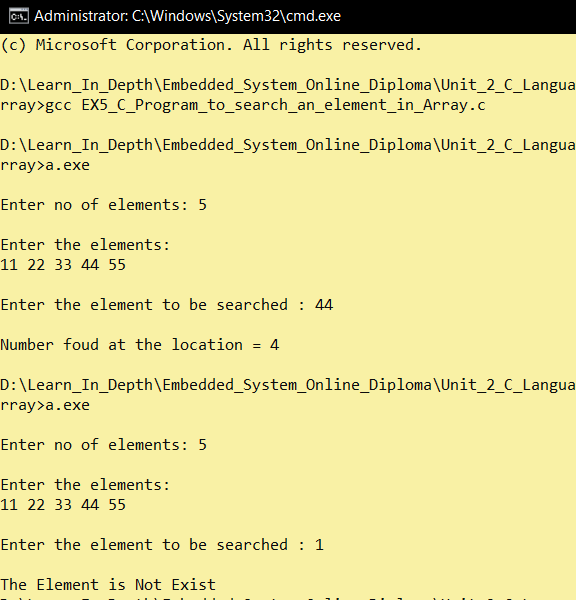 Administrator: C:\Windows\System32\cmd.exe
(c) Microsoft Corporation. All rights reserved.
D:\Learn_In_Depth\Embedded_System_Online_Diploma\Unit_2_C_Langua
rray>gcc EX5_C_Program_to_search_an_element_in_Array.c
D:\Learn_In_Depth\Embedded_System_Online_Diploma\Unit_2_C_Langua
rray>a.exe
Enter no of elements: 5
Enter the elements:
11 22 33 44 55
Enter the element to be searched : 44
Number foud at the location = 4
D:\Learn_In_Depth\Embedded_System_Online_Diploma\Unit_2_C_Langua
rray>a.exe
Enter no of elements: 5
Enter the elements:
11 22 33 44 55
Enter the element to be searched : 1
The Element is Not Exist